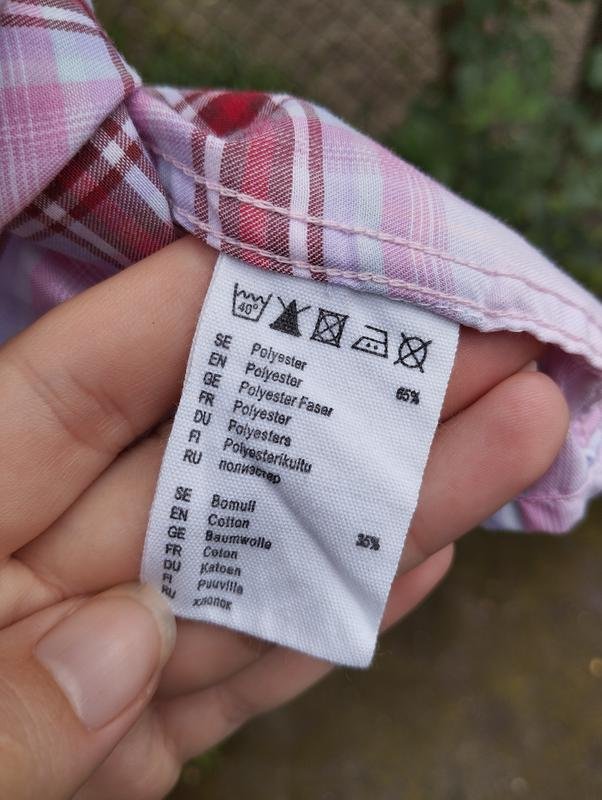 40°
SE Polyester
EN Polyester
GE Polyester Faser 65%
FR Polyester
DU Polyesters
FI Polyesterikuitu
RU полиэстер
SE Bomull
EN Cotton
GE Baumwolle 35%
FR Coton
DU Katoen
FI Puuvilla
RU хлопок